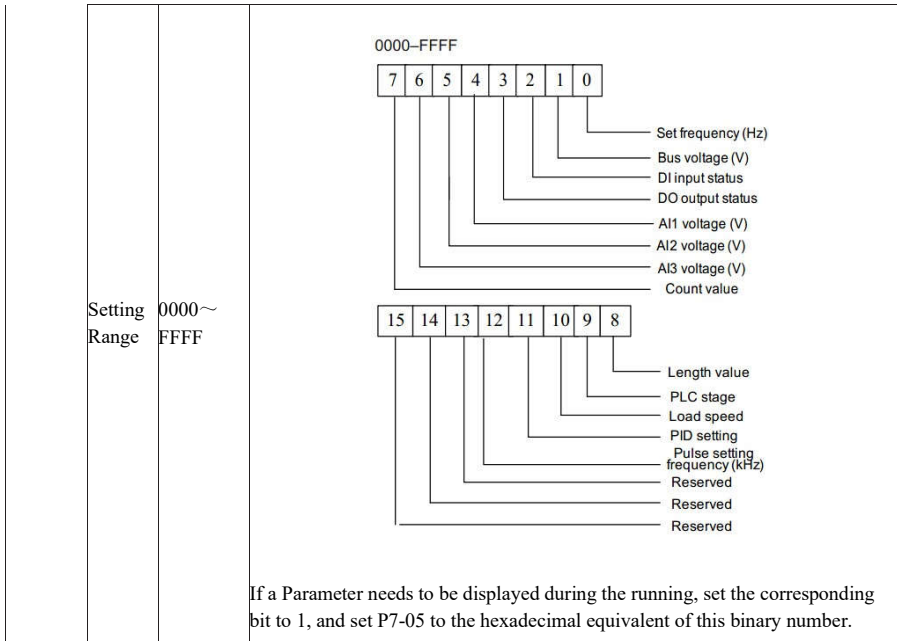 0000–FFFF
7 6 5 4 3 2 1 0
Set frequency (Hz)
Bus voltage (V)
DI input status
DO output status
AI1 voltage (V)
AI2 voltage (V)
AI3 voltage (V)
Count value
Setting Range
0000～FFFF
15 14 13 12 11 10 9 8
Length value
PLC stage
Load speed
PID setting
Pulse setting
frequency (kHz)
Reserved
Reserved
Reserved
If a Parameter needs to be displayed during the running, set the corresponding
bit to 1, and set P7-05 to the hexadecimal equivalent of this binary number.